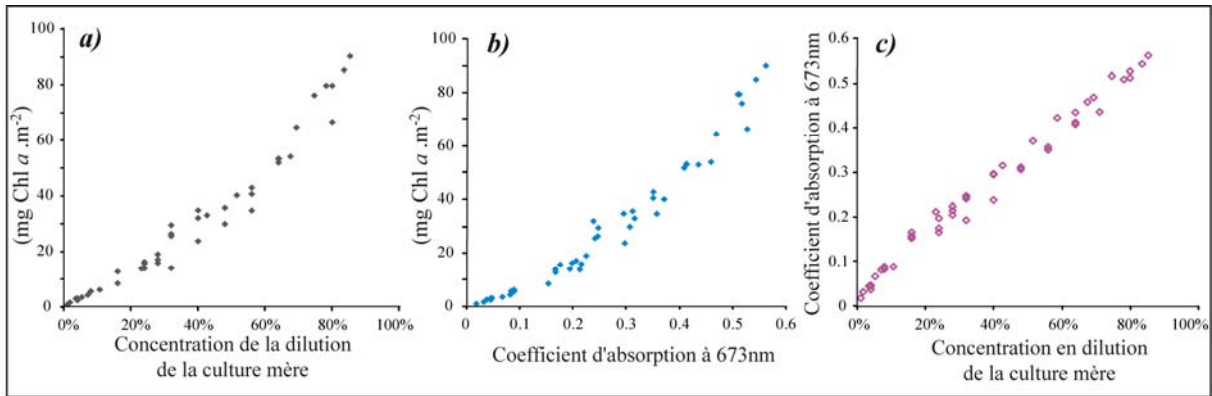 a)
(mg Chl a .m-2)
100
80
60
40
20
0
0% 20% 40% 60% 80% 100%
Concentration de la dilution
de la culture mère
b)
(mg Chl a .m-2)
100
80
60
40
20
0
0 0.1 0.2 0.3 0.4 0.5 0.6
Coefficient d'absorption à 673nm
c)
Coefficient d'absorption à 673nm
0.6
0.5
0.4
0.3
0.2
0.1
0
0% 20% 40% 60% 80% 100%
Concentration en dilution
de la culture mère